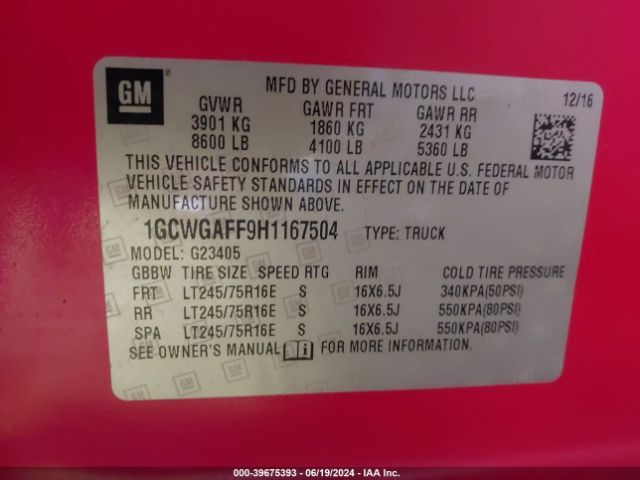 GM
MFD BY GENERAL MOTORS LLC
12/16
GVWR GAWR FRT GAWR RR
3901 KG 1860 KG 2431 KG
8600 LB 4100 LB 5360 LB
THIS VEHICLE CONFORMS TO ALL APPLICABLE U.S. FEDERAL MOTOR
VEHICLE SAFETY STANDARDS IN EFFECT ON THE DATE OF
MANUFACTURE SHOWN ABOVE.
1GCWGAFF9H1167504 TYPE: TRUCK
MODEL: G23405
GBBW TIRE SIZE SPEED RTG RIM COLD TIRE PRESSURE
FRT LT245/75R16E S 16X6.5J 340KPA(50PSI)
RR LT245/75R16E S 16X6.5J 550KPA(80PSI)
SPA LT245/75R16E S 16X6.5J 550KPA(80PSI)
SEE OWNER'S MANUAL i FOR MORE INFORMATION.
000-39675393 - 06/19/2024 - IAA Inc.